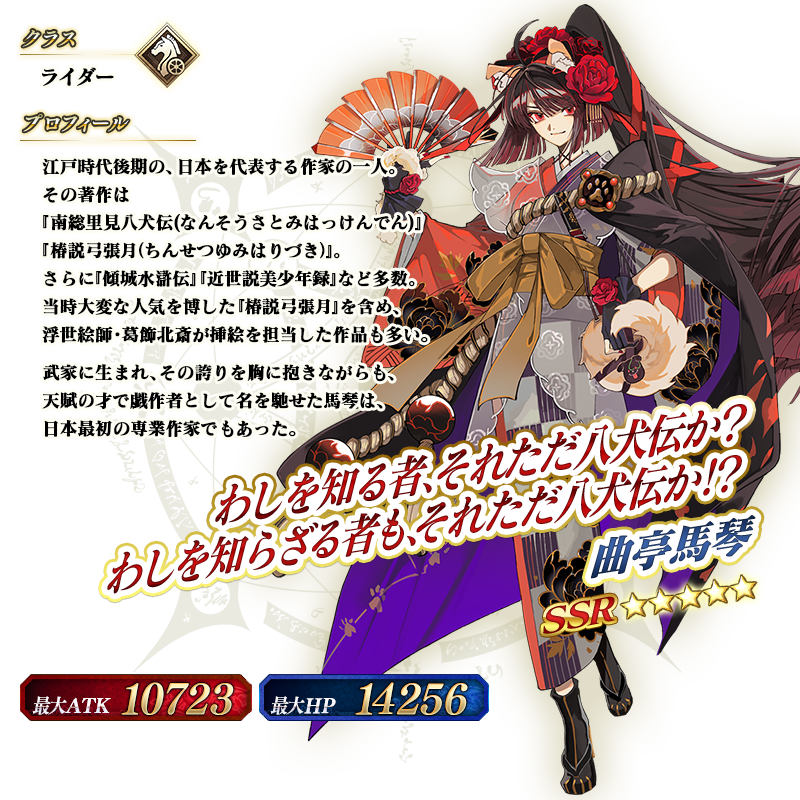 クラス
ライダー
プロフィール
江戸時代後期の、日本を代表する作家の一人。
その著作は
『南総里見八犬伝(なんそうさとみはっけんでん)』
『椿説弓張月(ちんせつゆみはりづき)』。
さらに『傾城水滸伝』『近世説美少年録』など多数。
当時大変な人気を博した『椿説弓張月』を含め、
浮世絵師・葛飾北斎が挿絵を担当した作品も多い。
武家に生まれ、その誇りを胸に抱きながらも、
天賦の才で戯作者として名を馳せた馬琴は、
日本最初の専業作家でもあった。
わしを知る者、それただ八犬伝か?
わしを知らざる者も、それただ八犬伝か!?
曲亭馬琴
SSR
最大ATK 10723
最大HP 14256